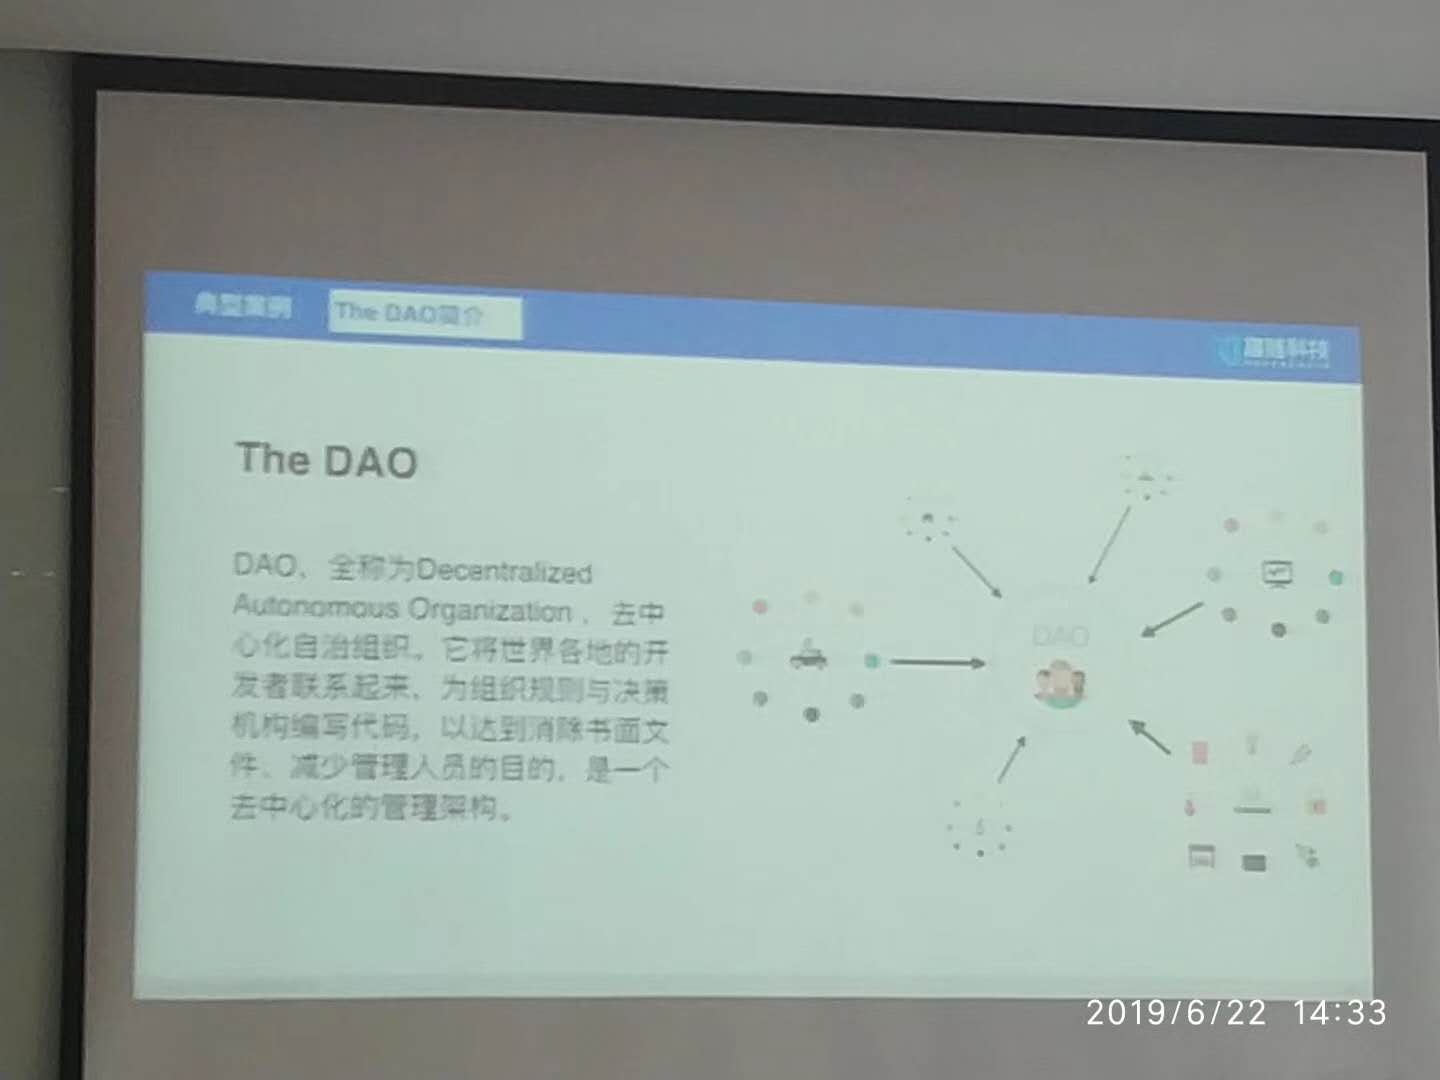 典型案例
The DAO简介
趣链科技
The DAO
DAO、全称为Decentralized
Autonomous Organization ，去中
心化自治组织。它将世界各地的开
发者联系起来、为组织规则与决策
机构编写代码，以达到消除书面文
件、减少管理人员的目的，是一个
去中心化的管理架构。
DAO
2019/6/22 14:33